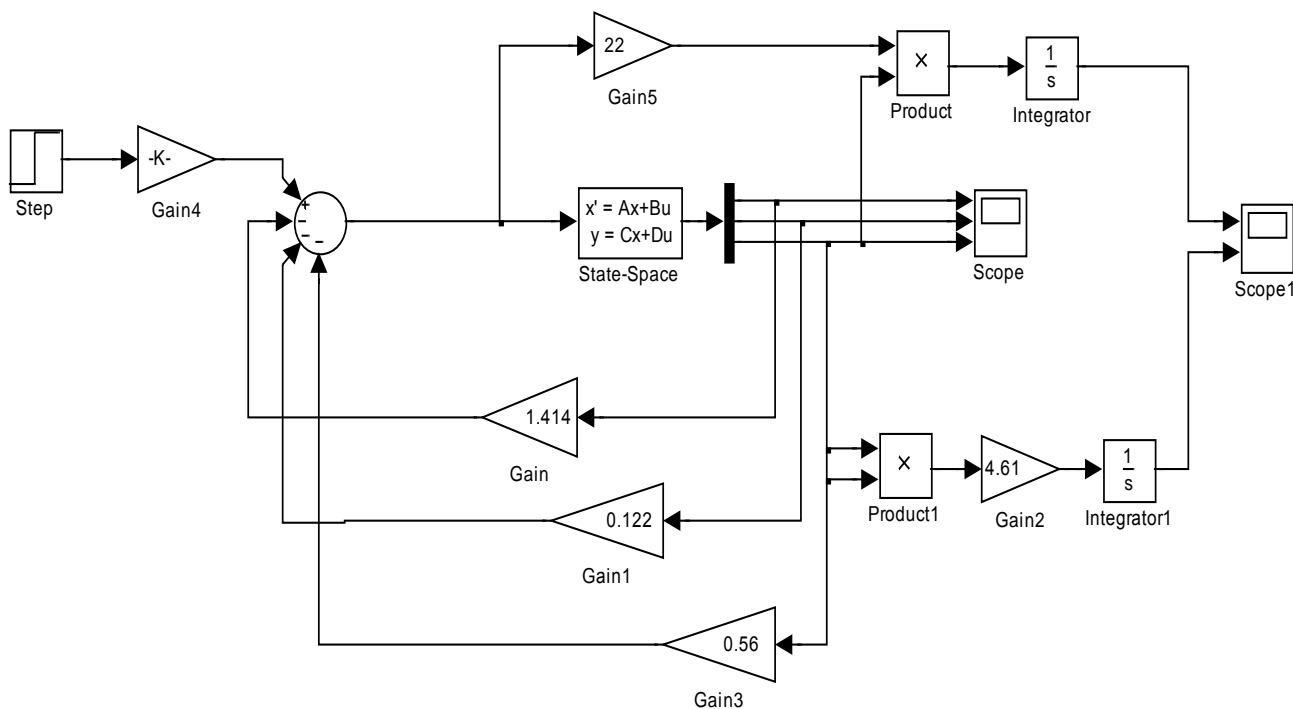 22
Gain5
×
Product
1
s
Integrator
Step
-K-
Gain4
+
−
−
−
x' = Ax+Bu
y = Cx+Du
State-Space
Scope
Scope1
1.414
Gain
×
Product1
4.61
Gain2
1
s
Integrator1
0.122
Gain1
0.56
Gain3